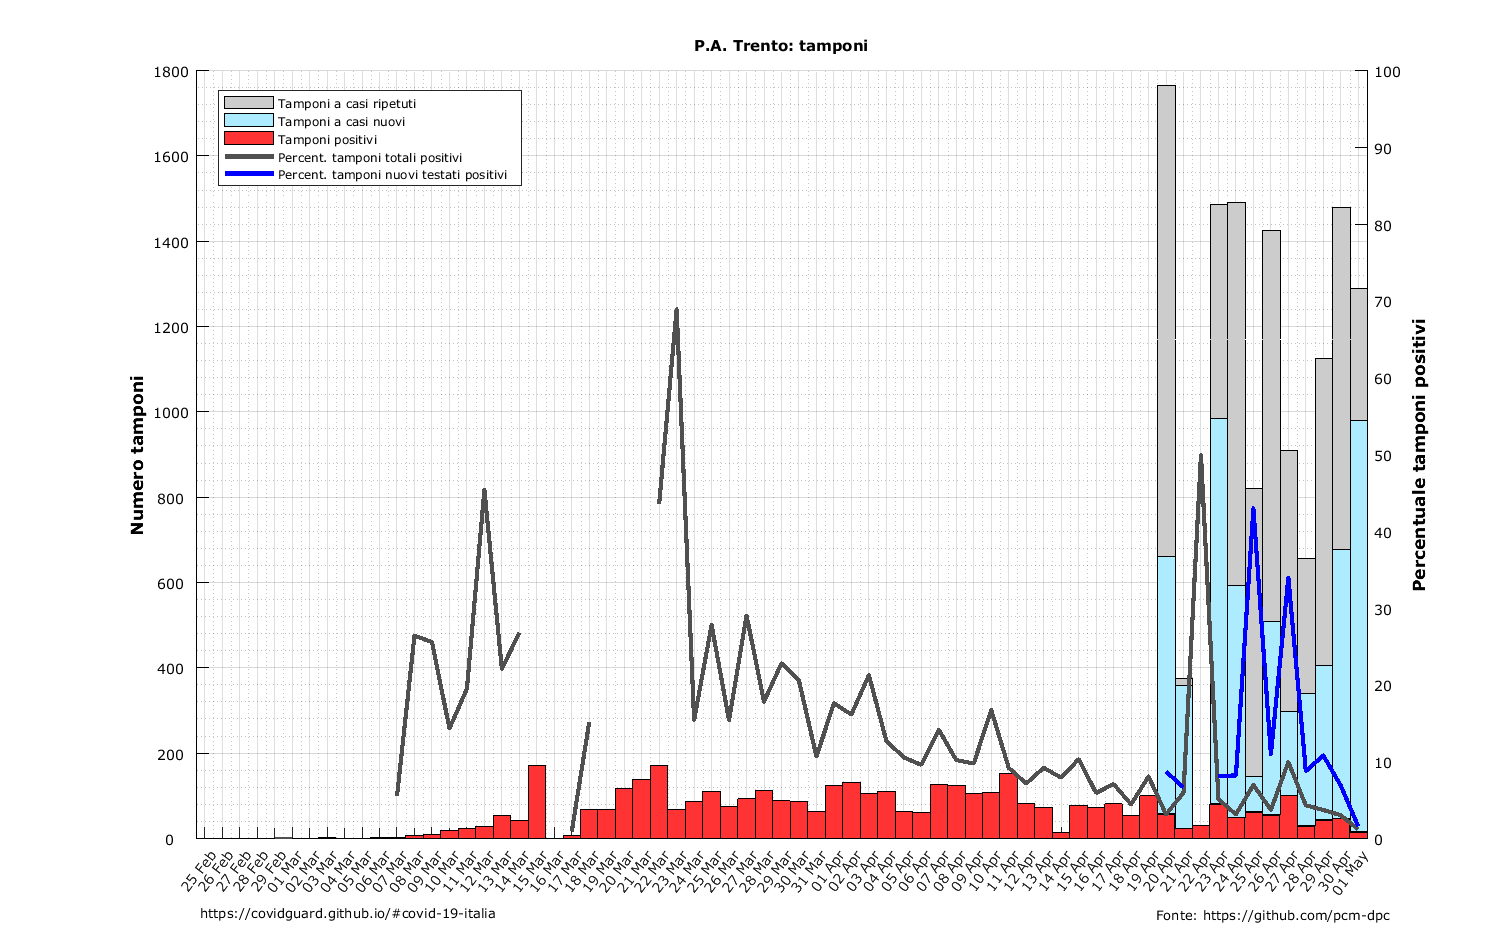 P.A. Trento: tamponi
1800
1600
1400
1200
1000
800
600
400
200
0
Numero tamponi
Tamponi a casi ripetuti
Tamponi a casi nuovi
Tamponi positivi
Percent. tamponi totali positivi
Percent. tamponi nuovi testati positivi
100
90
80
70
60
50
40
30
20
10
0
Percentuale tamponi positivi
25 Feb
26 Feb
27 Feb
28 Feb
29 Feb
01 Mar
02 Mar
03 Mar
04 Mar
05 Mar
06 Mar
07 Mar
08 Mar
09 Mar
10 Mar
11 Mar
12 Mar
13 Mar
14 Mar
15 Mar
16 Mar
17 Mar
18 Mar
19 Mar
20 Mar
21 Mar
22 Mar
23 Mar
24 Mar
25 Mar
26 Mar
27 Mar
28 Mar
29 Mar
30 Mar
31 Mar
01 Apr
02 Apr
03 Apr
04 Apr
05 Apr
06 Apr
07 Apr
08 Apr
09 Apr
10 Apr
11 Apr
12 Apr
13 Apr
14 Apr
15 Apr
16 Apr
17 Apr
18 Apr
19 Apr
20 Apr
21 Apr
22 Apr
23 Apr
24 Apr
25 Apr
26 Apr
27 Apr
28 Apr
29 Apr
30 Apr
01 May
https://covidguard.github.io/#covid-19-italia
Fonte: https://github.com/pcm-dpc